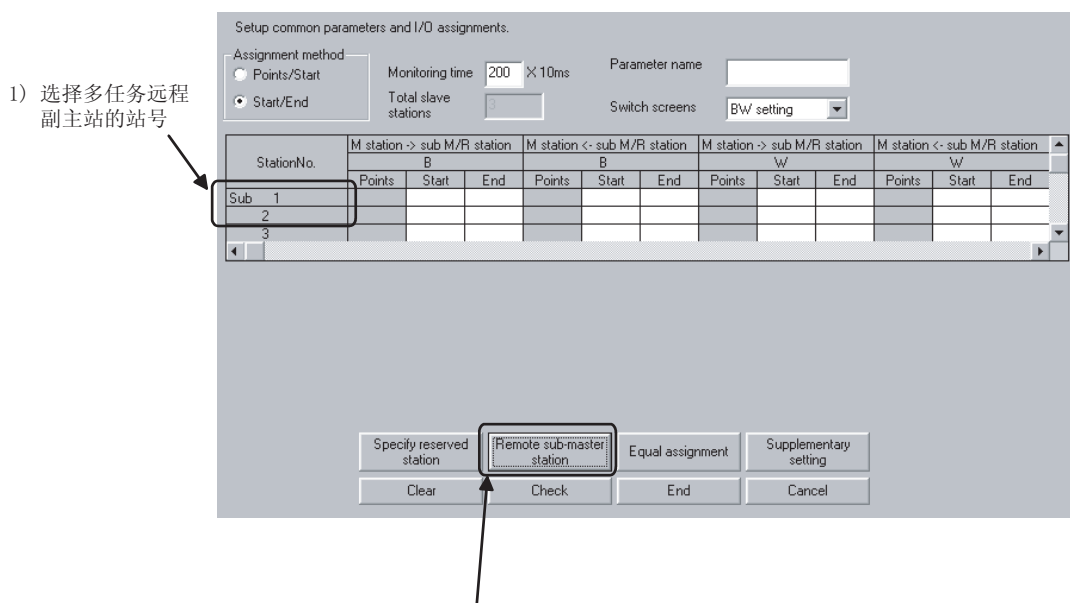 Setup common parameters and I/O assignments.
Assignment method
Points/Start
Start/End
Monitoring time 200 X 10ms
Total slave
stations
Parameter name
Switch screens BW setting
1) 选择多任务远程
副主站的站号
StationNo. M station -> sub M/R station M station <- sub M/R station M station -> sub M/R station M station <- sub M/R station
B B W W
Points Start End Points Start End Points Start End Points Start End
Sub 1
2
3
Specify reserved
station
Remote sub-master
station
Equal assignment
Supplementary
setting
Clear Check End Cancel